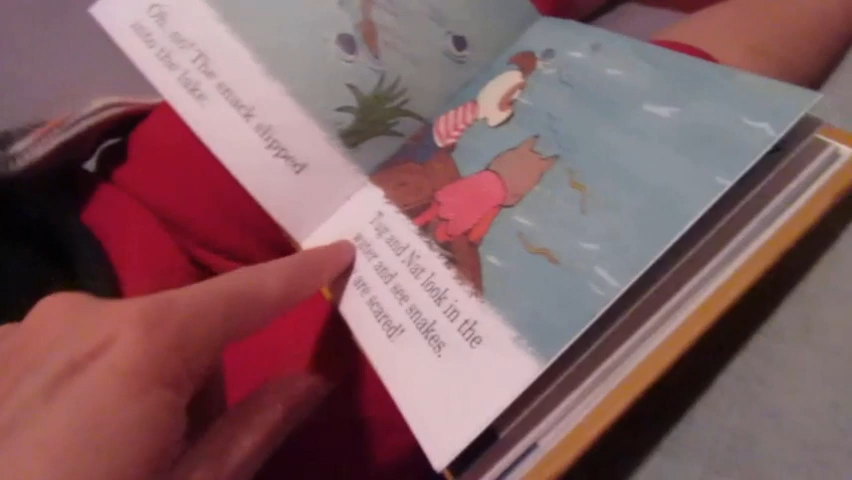 Oh, no! The snack slipped
into the lake.
Tug and Nat look in the
water and see snakes.
are scared!